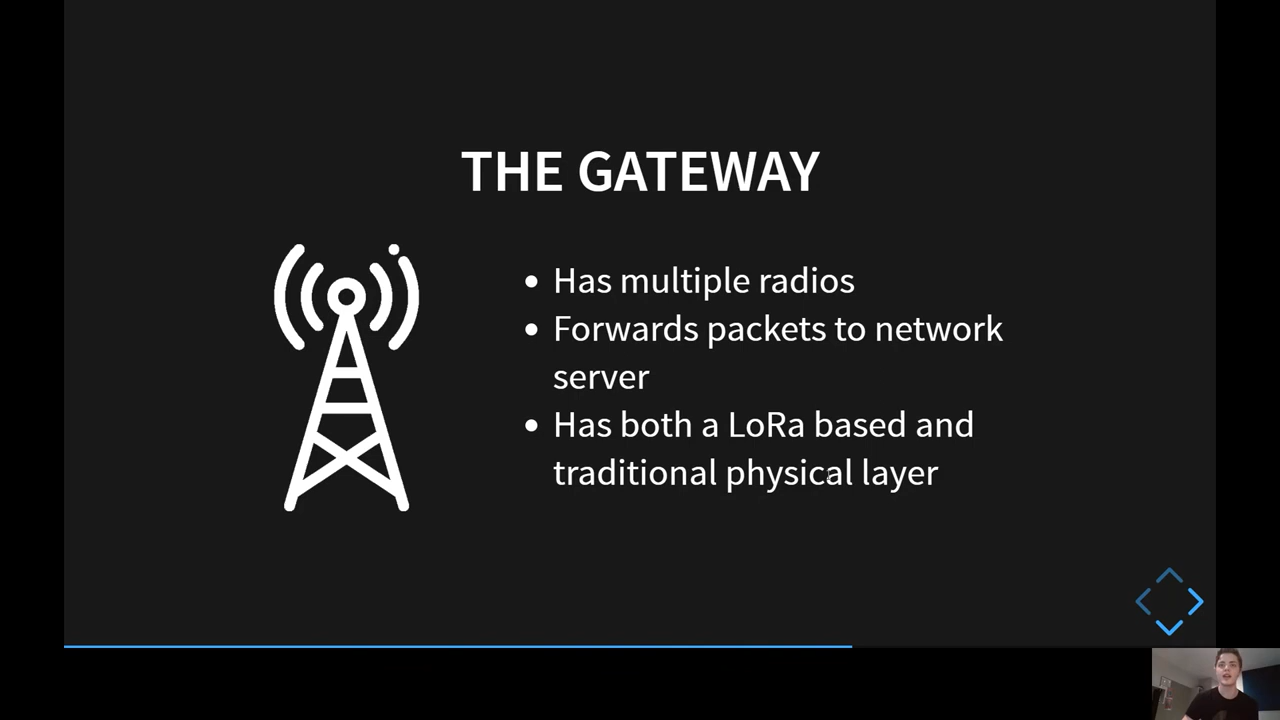 THE GATEWAY
Has multiple radios
Forwards packets to network
server
Has both a LoRa based and
traditional physical layer